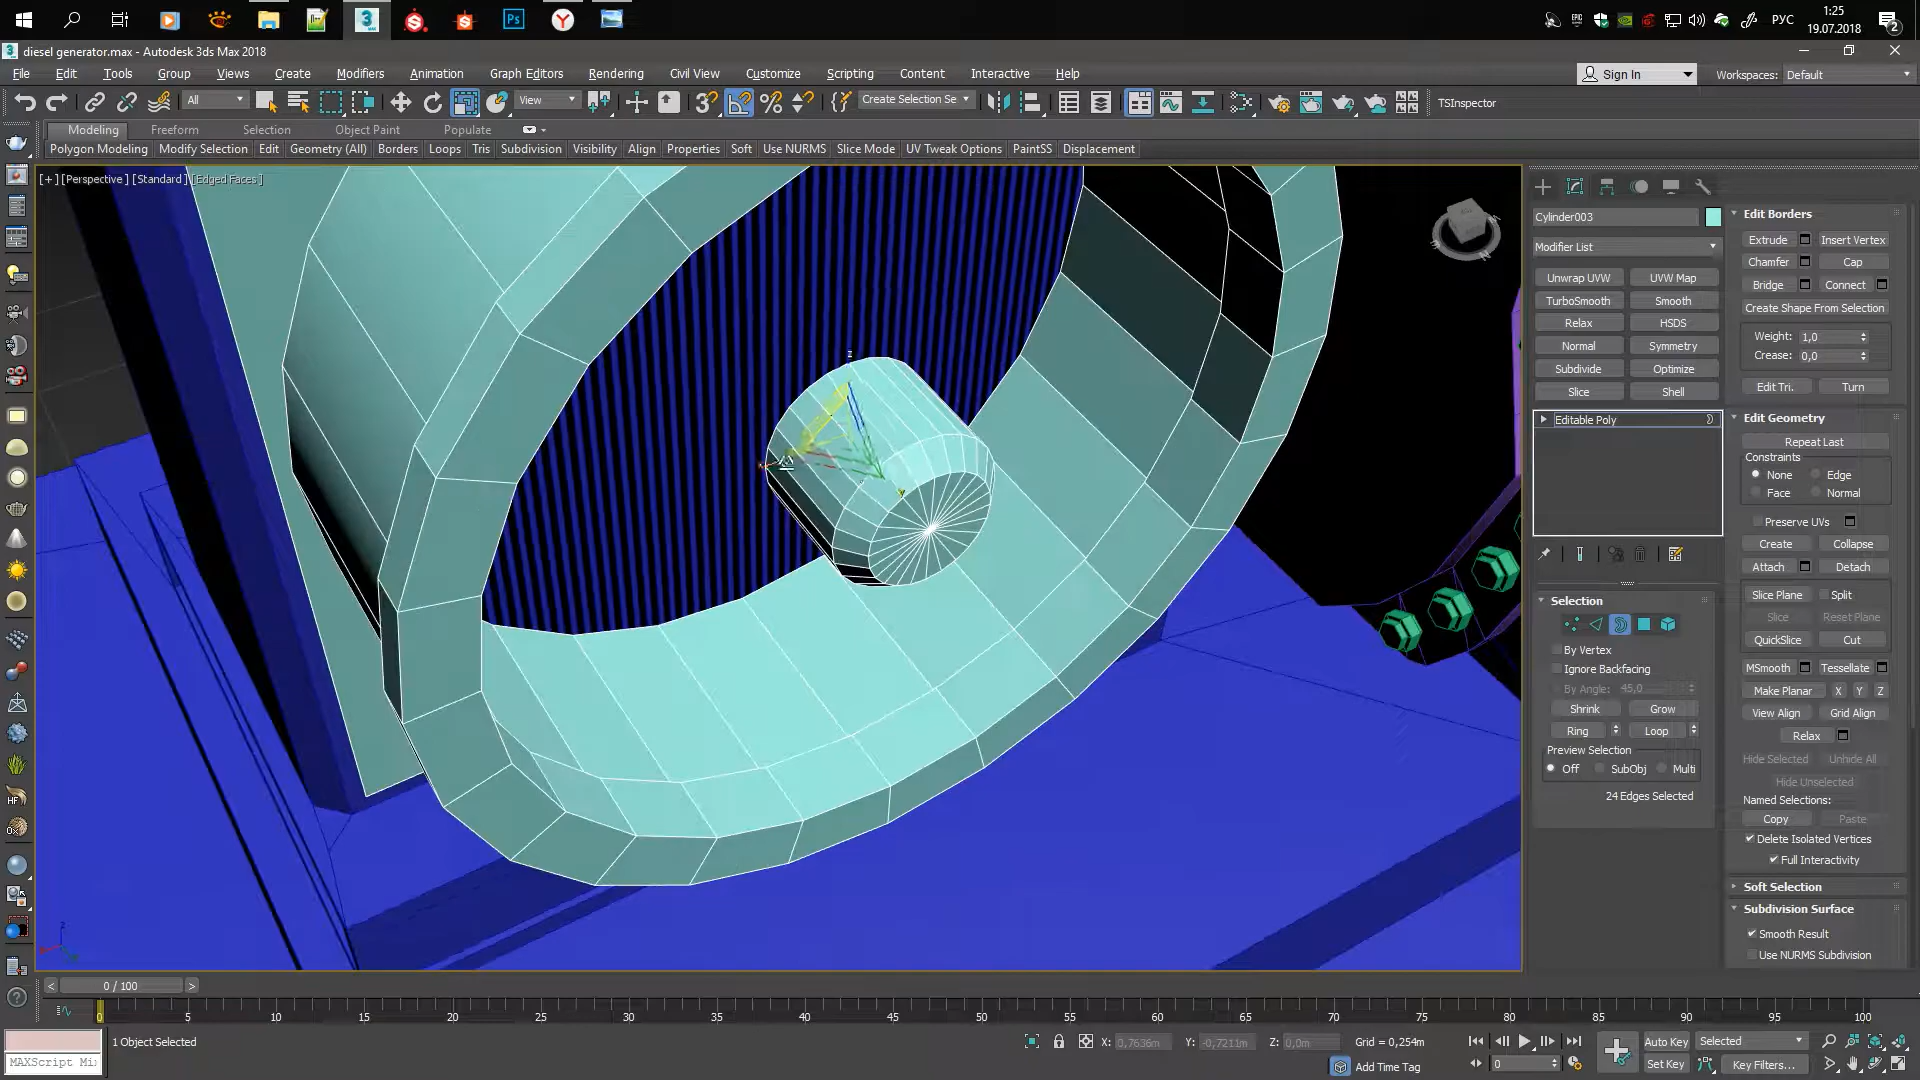 1:25
РУС
19.07.2018
2
diesel generator.max - Autodesk 3ds Max 2018
File Edit Tools Group Views Create Modifiers Animation Graph Editors Rendering Civil View Customize Scripting Content Interactive Help
Sign In
Workspaces: Default
All
View
Create Selection Se
TSInspector
Modeling Freeform Selection Object Paint Populate
Polygon Modeling Modify Selection Edit Geometry (All) Borders Loops Tris Subdivision Visibility Align Properties Soft Use NURMS Slice Mode UV Tweak Options PaintSS Displacement
[+] [Perspective ] [Standard ] [Edged Faces ]
Cylinder003
Modifier List
Unwrap UVW UVW Map
TurboSmooth Smooth
Relax HSDS
Normal Symmetry
Subdivide Optimize
Slice Shell
Editable Poly
Selection
By Vertex
Ignore Backfacing
By Angle: 45,0
Shrink Grow
Ring Loop
Preview Selection
Off SubObj Multi
24 Edges Selected
Edit Borders
Extrude Insert Vertex
Chamfer Cap
Bridge Connect
Create Shape From Selection
Weight: 1,0
Crease: 0,0
Edit Tri. Turn
Edit Geometry
Repeat Last
Constraints
None Edge
Face Normal
Preserve UVs
Create Collapse
Attach Detach
Slice Plane Split
Slice Reset Plane
QuickSlice Cut
MSmooth Tessellate
Make Planar X Y Z
View Align Grid Align
Relax
Hide Selected Unhide All
Hide Unselected
Named Selections:
Copy Paste
Delete Isolated Vertices
Full Interactivity
Soft Selection
Subdivision Surface
Smooth Result
Use NURMS Subdivision
0 / 100
0 5 10 15 20 25 30 35 40 45 50 55 60 65 70 75 80 85 90 95 100
1 Object Selected
MAXScript Mi
X: 0,7636m Y: -0,7211m Z: 0,0m Grid = 0,254m
Add Time Tag
0
Auto Key Selected
Set Key Key Filters...